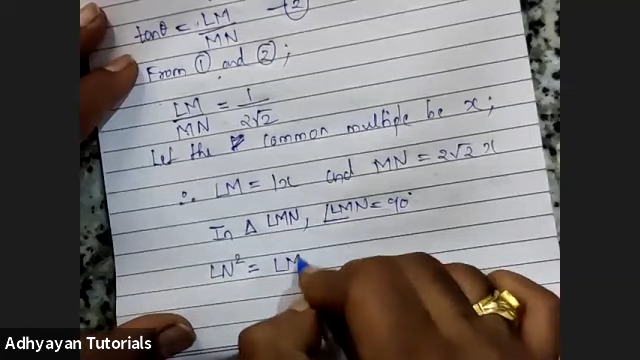 tanθ = LM/MN —②
From ① and ②;
LM/MN = 1/2√2
Let the common multiple be x;
∴ LM = 1x and MN = 2√2 x
In Δ LMN, ∠LMN = 90°
LN² = LM
Adhyayan Tutorials